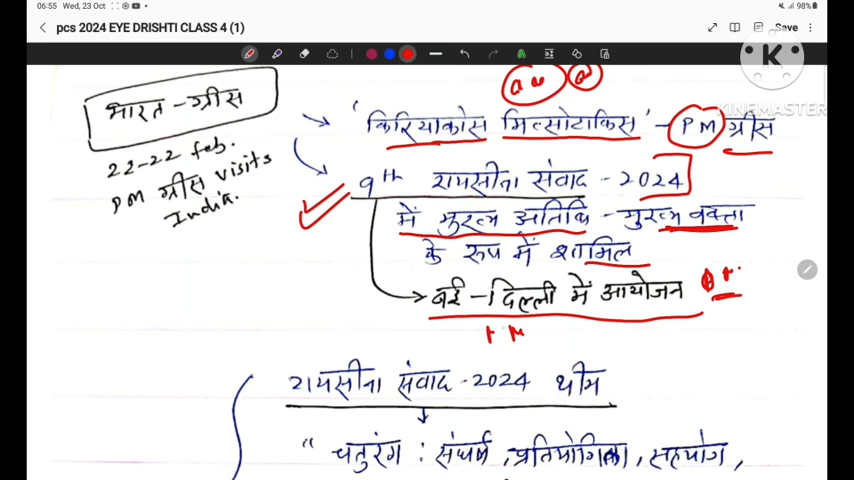 06:55 Wed, 23 Oct
98%
pcs 2024 EYE DRISHTI CLASS 4 (1)
Save
KINEMASTER
भारत - ग्रीस
22-22 feb.
PM ग्रीस visits
India.
'किरियाकोस मित्सोटाकिस' - PM ग्रीस
9th रायसीना संवाद - 2024
में मुख्य अतिथि - मुख्य वक्ता
के रूप में शामिल
नई - दिल्ली में आयोजन
रायसीना संवाद - 2024 थीम
" चतुरंग : संघर्ष, प्रतियोगिता, सहयोग,